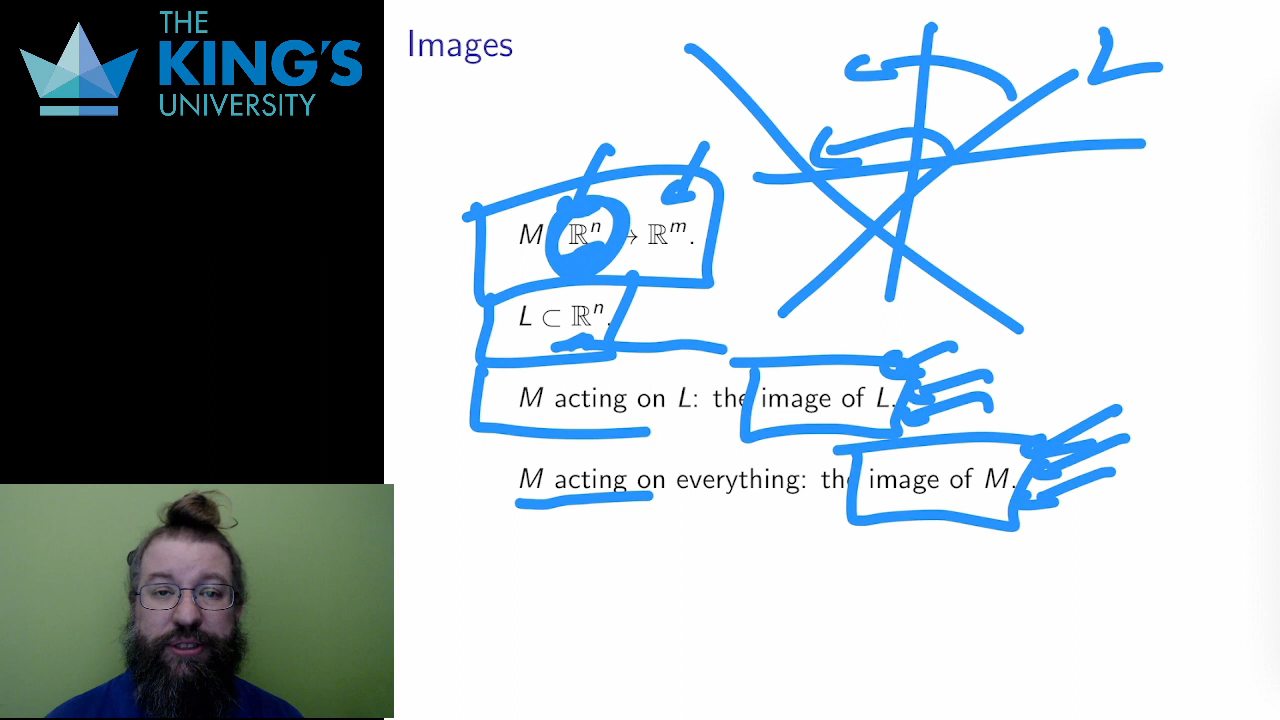 THE
KING'S
UNIVERSITY
Images
L
M ℝⁿ → ℝᵐ.
L ⊂ ℝⁿ.
M acting on L: the image of L.
M acting on everything: the image of M.